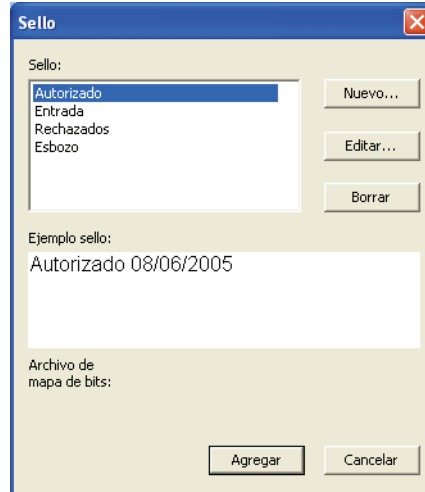 Sello
Sello:
Autorizado
Entrada
Rechazados
Esbozo
Nuevo...
Editar...
Borrar
Ejemplo sello:
Autorizado 08/06/2005
Archivo de
mapa de bits:
Agregar
Cancelar